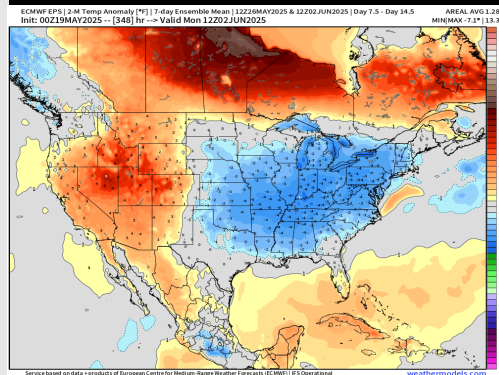 ECMWF EPS | 2-M Temp Anomaly [°F] | 7-day Ensemble Mean | 12Z26MAY2025 & 12Z02JUN2025 | Day 7.5 - Day 14.5 AREAL AVG 1.28
Init: 00Z19MAY2025 -- [348] hr --> Valid Mon 12Z02JUN2025 MIN|MAX -7.1° | 13.3
Service based on data + products of European Centre for Medium-Range Weather Forecasts (ECMWF) | IFS Operational weathermodels.com